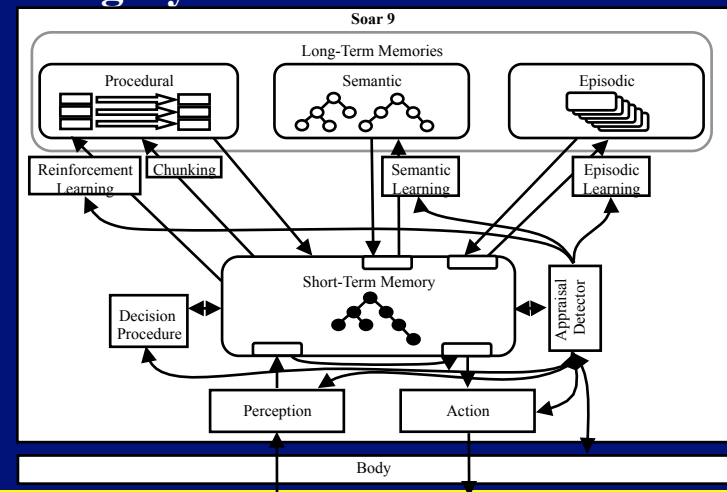 Soar 9
Long-Term Memories
Procedural
Semantic
Episodic
Reinforcement
Learning
Chunking
Semantic
Learning
Episodic
Learning
Short-Term Memory
Decision
Procedure
Appraisal
Detector
Perception
Action
Body